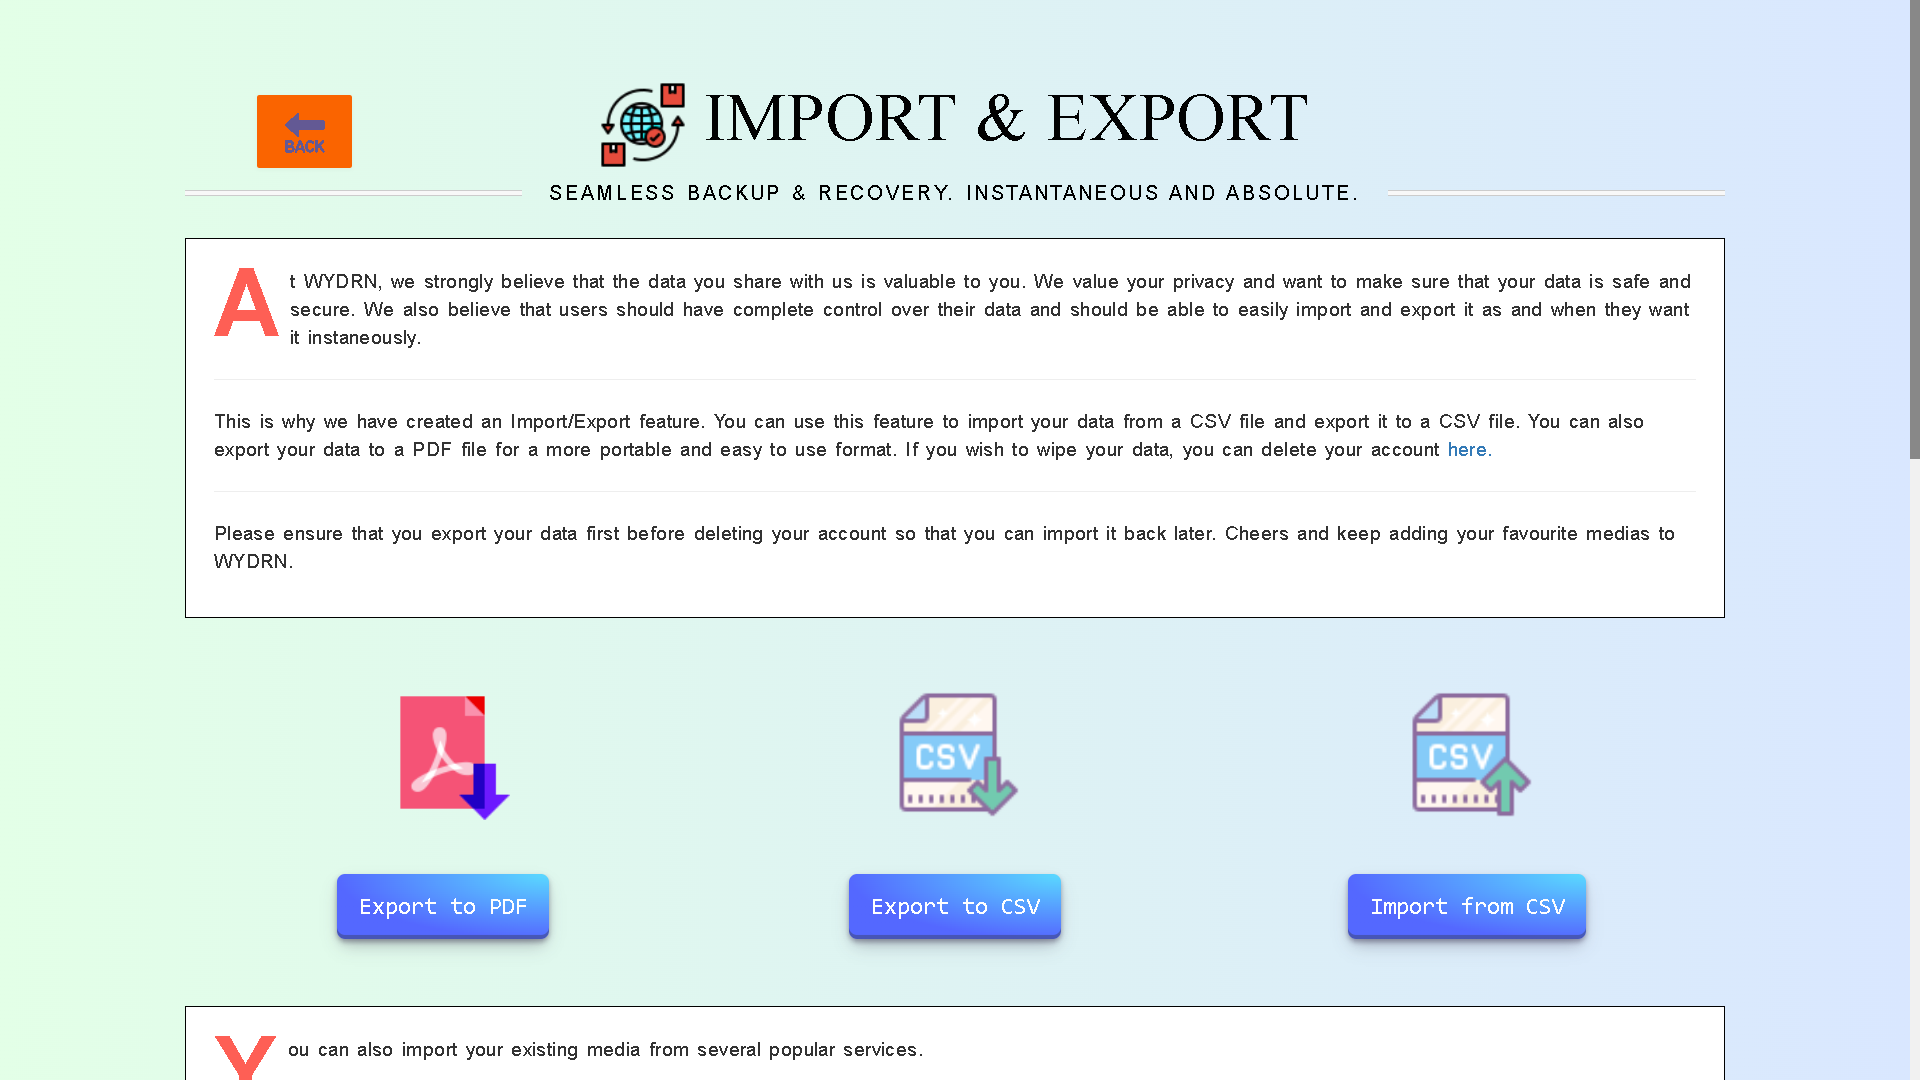 BACK
IMPORT & EXPORT
SEAMLESS BACKUP & RECOVERY. INSTANTANEOUS AND ABSOLUTE.
At WYDRN, we strongly believe that the data you share with us is valuable to you. We value your privacy and want to make sure that your data is safe and
secure. We also believe that users should have complete control over their data and should be able to easily import and export it as and when they want
it instaneously.
This is why we have created an Import/Export feature. You can use this feature to import your data from a CSV file and export it to a CSV file. You can also
export your data to a PDF file for a more portable and easy to use format. If you wish to wipe your data, you can delete your account here.
Please ensure that you export your data first before deleting your account so that you can import it back later. Cheers and keep adding your favourite medias to
WYDRN.
CSV
CSV
Export to PDF
Export to CSV
Import from CSV
You can also import your existing media from several popular services.